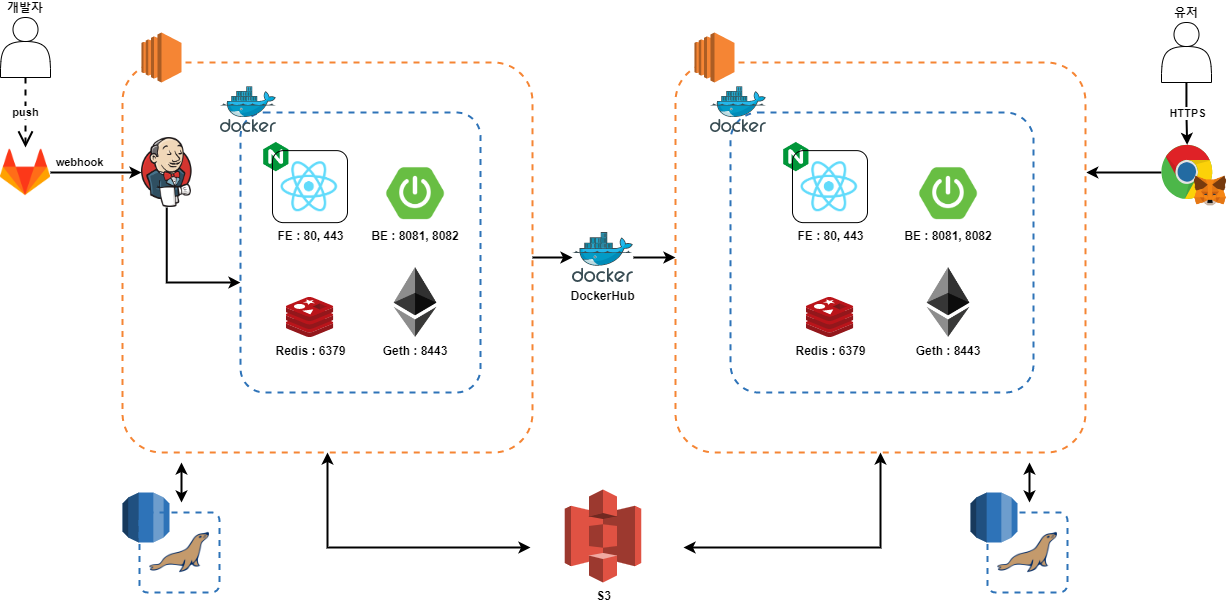 개발자
유저
push
webhook
HTTPS
docker
docker
N
N
FE : 80, 443
BE : 8081, 8082
FE : 80, 443
BE : 8081, 8082
docker
DockerHub
Redis : 6379
Geth : 8443
Redis : 6379
Geth : 8443
S3